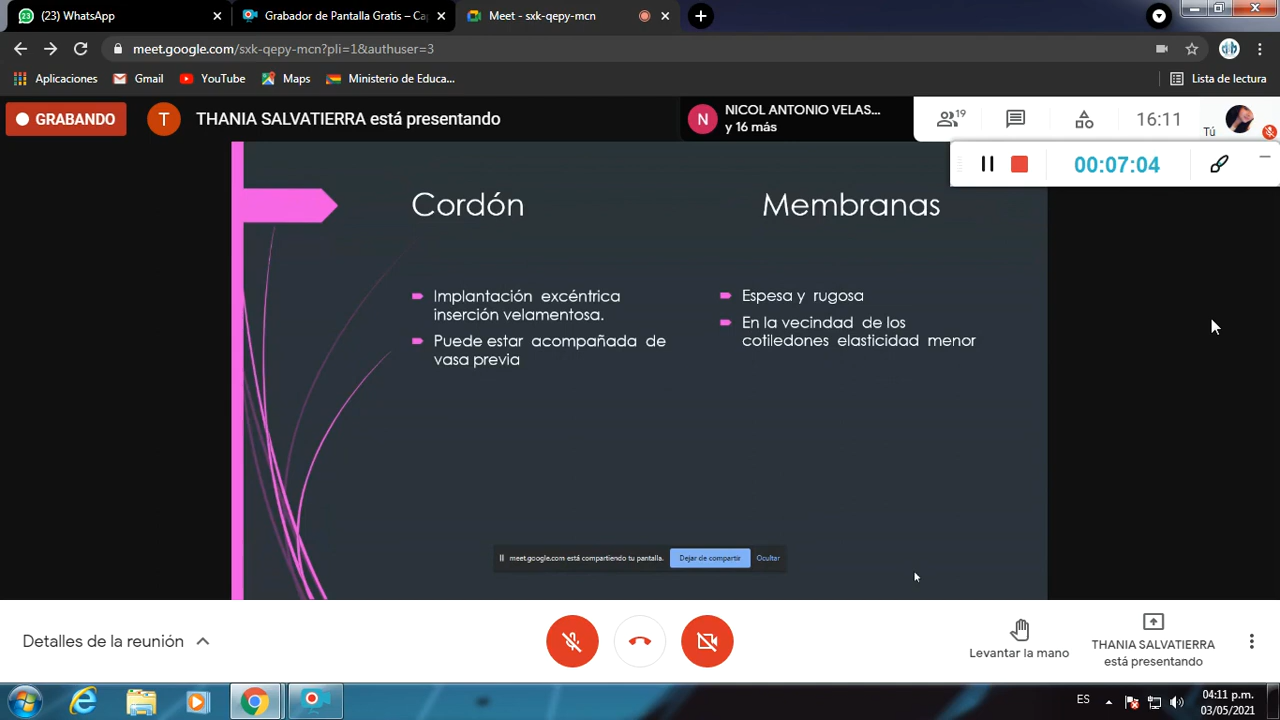 (23) WhatsApp
Grabador de Pantalla Gratis – Ca
Meet - sxk-qepy-mcn
meet.google.com/sxk-qepy-mcn?pli=1&authuser=3
Aplicaciones
Gmail
YouTube
Maps
Ministerio de Educa...
Lista de lectura
GRABANDO
T
THANIA SALVATIERRA está presentando
N
NICOL ANTONIO VELAS...
y 16 más
19
16:11
Tú
00:07:04
Cordón
Implantación excéntrica
inserción velamentosa.
Puede estar acompañada de
vasa previa
Membranas
Espesa y rugosa
En la vecindad de los
cotiledones elasticidad menor
meet.google.com está compartiendo tu pantalla.
Dejar de compartir
Ocultar
Detalles de la reunión
Levantar la mano
THANIA SALVATIERRA
está presentando
ES
04:11 p.m.
03/05/2021